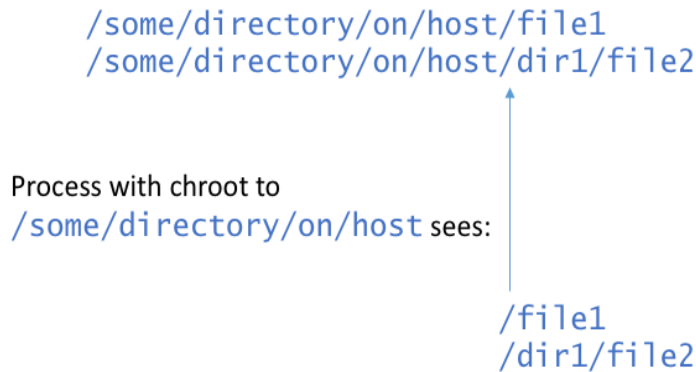 /some/directory/on/host/file1
/some/directory/on/host/dir1/file2
Process with chroot to
/some/directory/on/host sees:
/file1
/dir1/file2